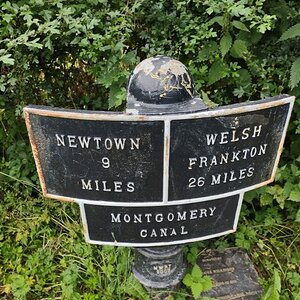 NEWTOWN
9
MILES
WELSH
FRANKTON
26 MILES
MONTGOMERY
CANAL